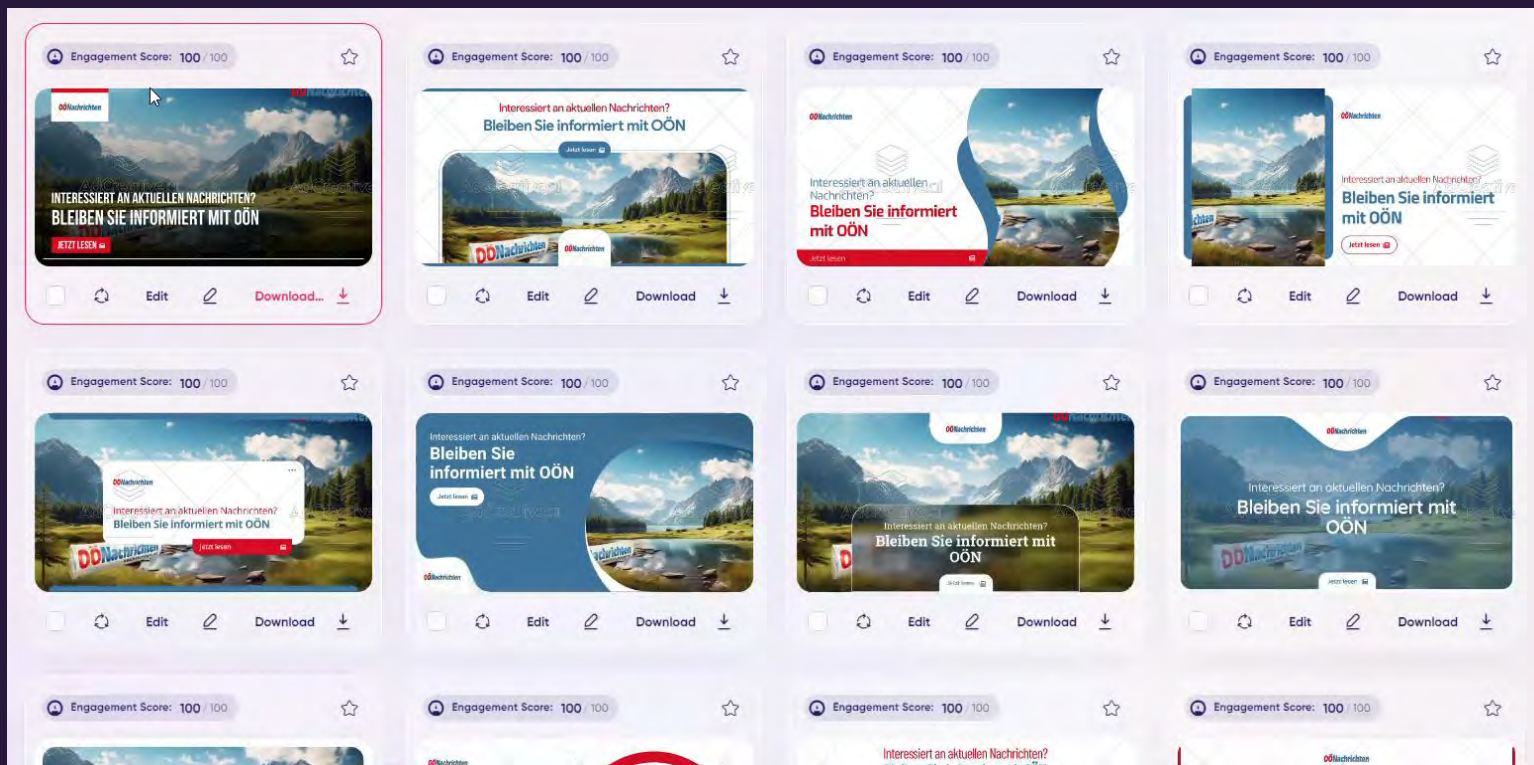 Engagement Score: 100 / 100
Engagement Score: 100 / 100
Engagement Score: 100 / 100
Engagement Score: 100 / 100
OÖNachrichten
INTERESSIERT AN AKTUELLEN NACHRICHTEN?
BLEIBEN SIE INFORMIERT MIT OÖN
JETZT LESEN
Interessiert an aktuellen Nachrichten?
Bleiben Sie informiert mit OÖN
Jetzt lesen
OÖNachrichten
OÖNachrichten
OÖNachrichten
Interessiert an aktuellen
Nachrichten?
Bleiben Sie informiert
mit OÖN
Jetzt lesen
OÖNachrichten
Interessiert an aktuellen Nachrichten?
Bleiben Sie informiert
mit OÖN
Jetzt lesen
Edit Download...
Edit Download
Edit Download
Edit Download
Engagement Score: 100 / 100
Engagement Score: 100 / 100
Engagement Score: 100 / 100
Engagement Score: 100 / 100
OÖNachrichten
Interessiert an aktuellen Nachrichten?
Bleiben Sie informiert mit OÖN
Jetzt lesen
OÖNachrichten
Interessiert an aktuellen Nachrichten?
Bleiben Sie
informiert mit OÖN
Jetzt lesen
OÖNachrichten
OÖNachrichten
Interessiert an aktuellen Nachrichten?
Bleiben Sie informiert mit
OÖN
Jetzt lesen
OÖNachrichten
Interessiert an aktuellen Nachrichten?
Bleiben Sie informiert mit
OÖN
Jetzt lesen
Edit Download
Edit Download
Edit Download
Edit Download
Engagement Score: 100 / 100
Engagement Score: 100 / 100
Engagement Score: 100 / 100
Engagement Score: 100 / 100
OÖNachrichten
Interessiert an aktuellen Nachrichten?
OÖNachrichten